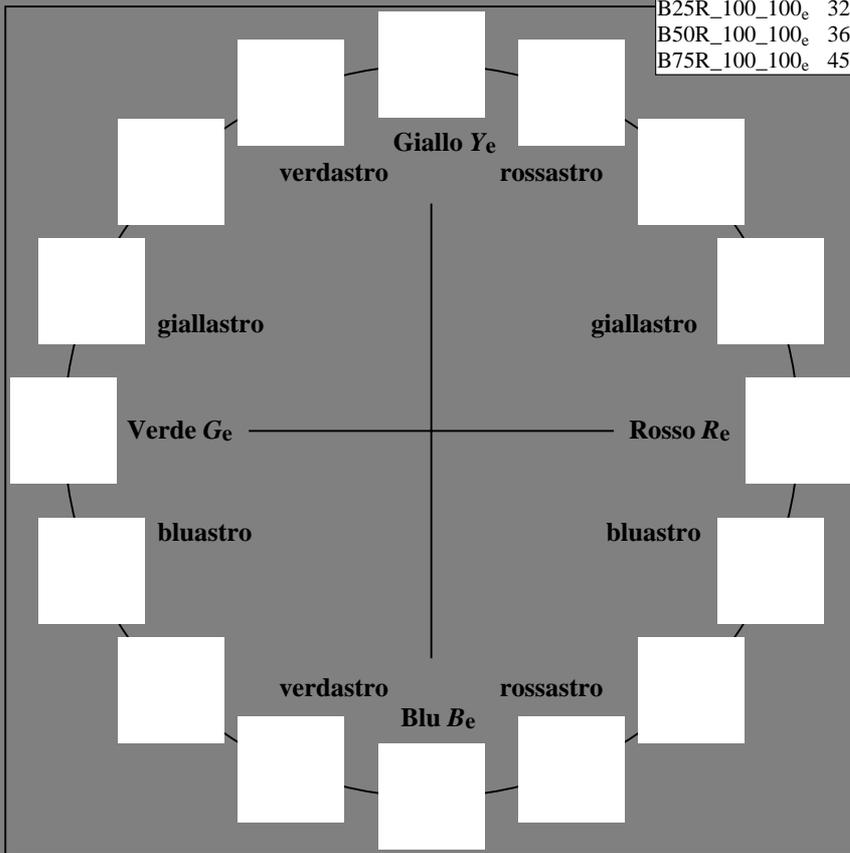 B25R_100_100e 32
B50R_100_100e 36
B75R_100_100e 45
Giallo Ye
verdastro rossastro
giallastro giallastro
Verde Ge Rosso Re
bluastro bluastro
verdastro rossastro
Blu Be